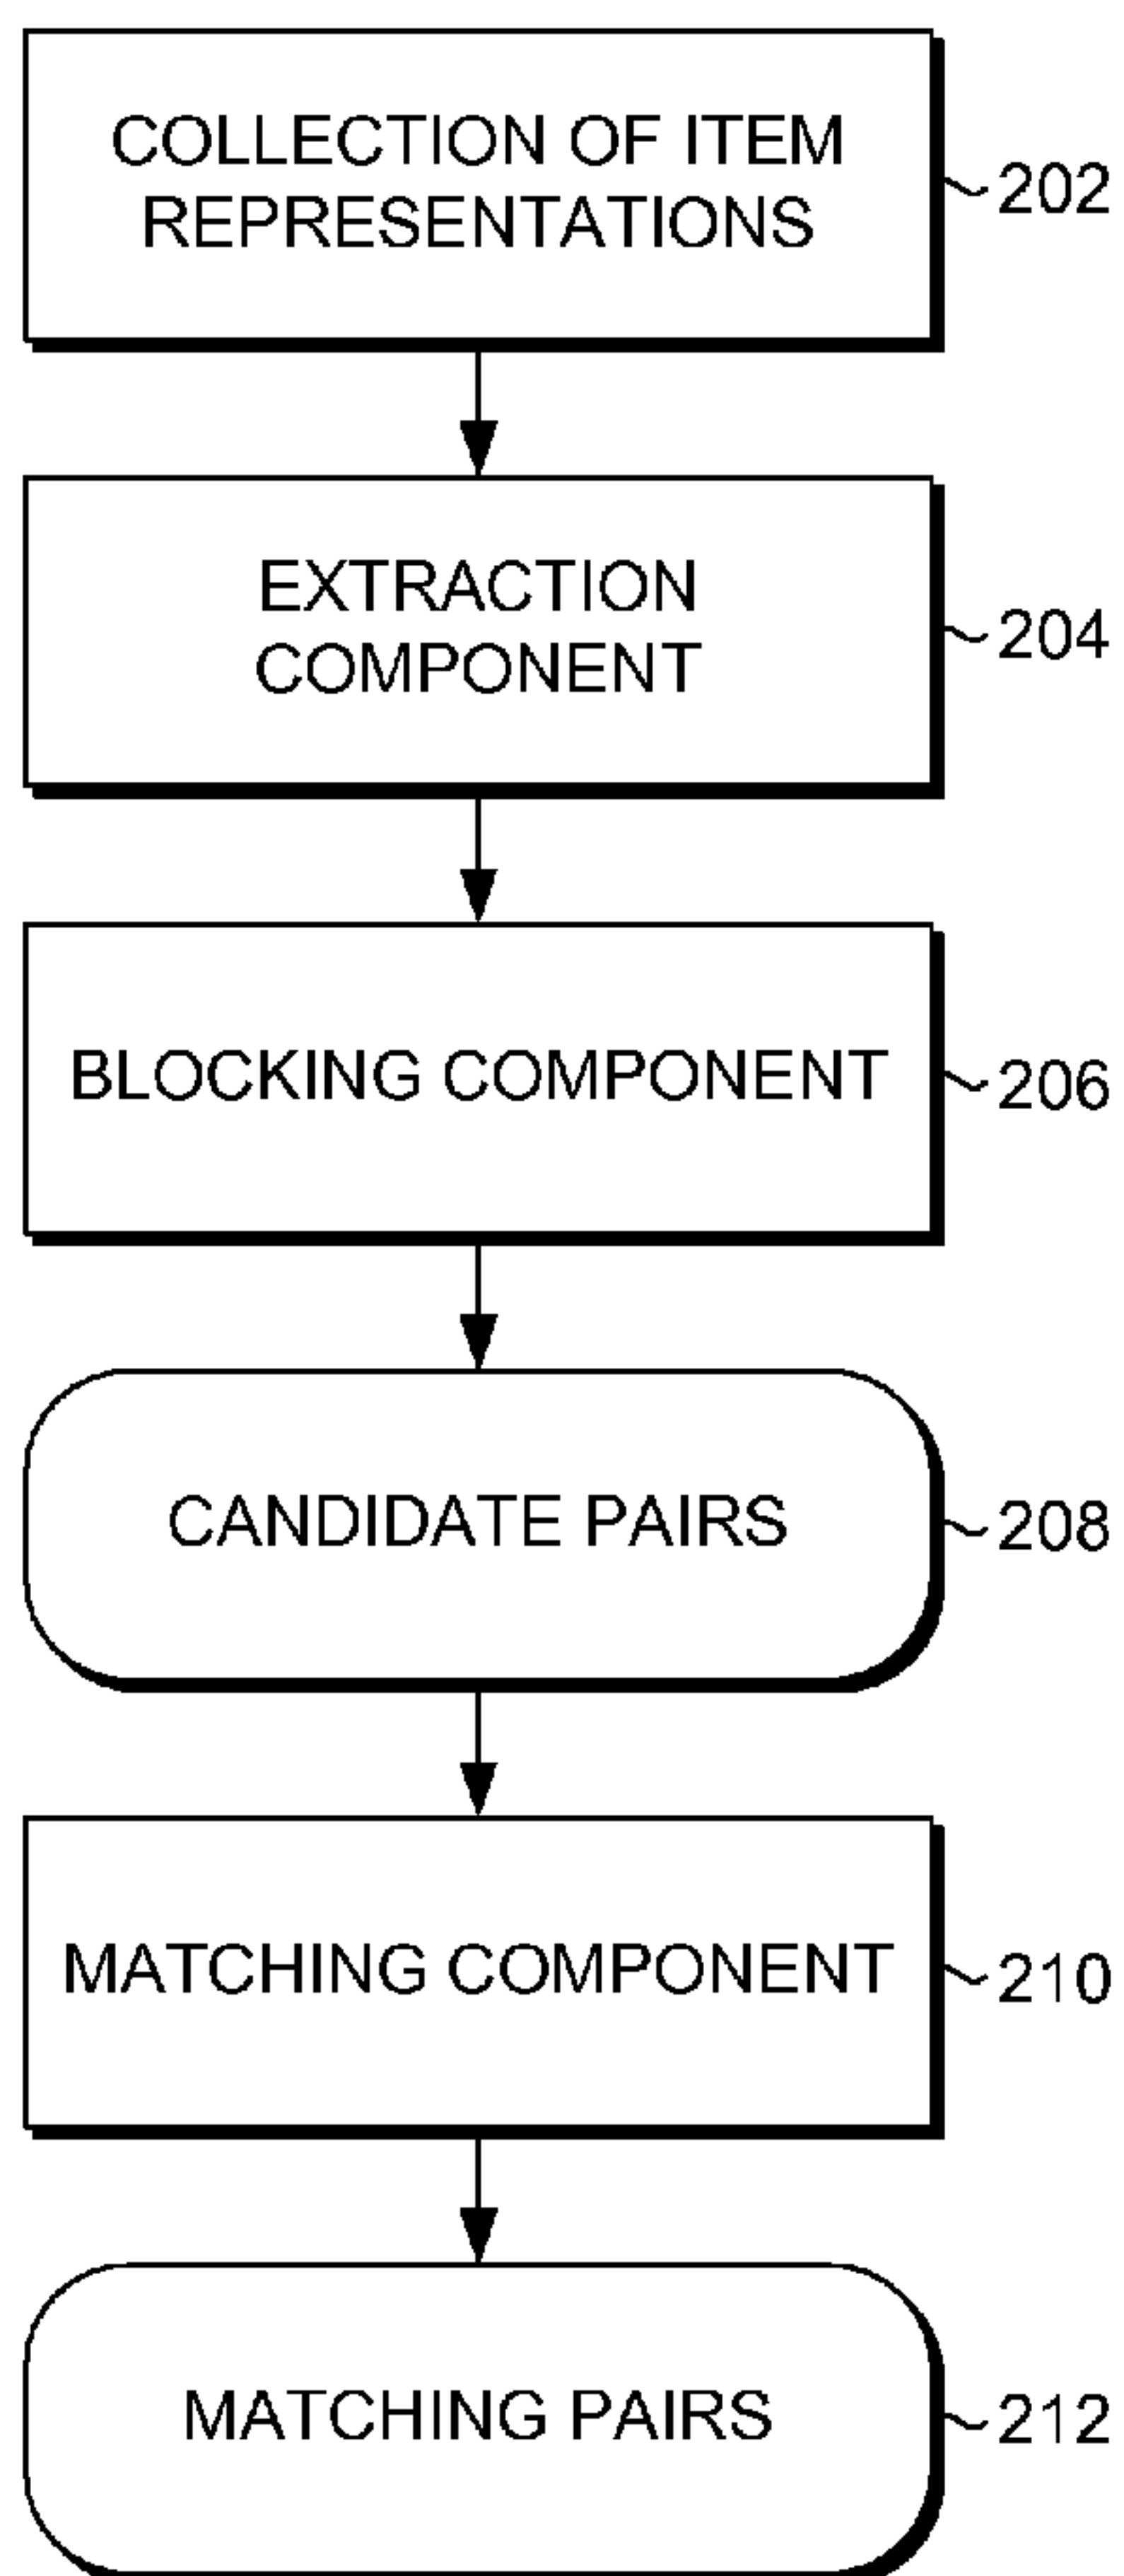 COLLECTION OF ITEM
REPRESENTATIONS
202
EXTRACTION
COMPONENT
204
BLOCKING COMPONENT
206
CANDIDATE PAIRS
208
MATCHING COMPONENT
210
MATCHING PAIRS
212